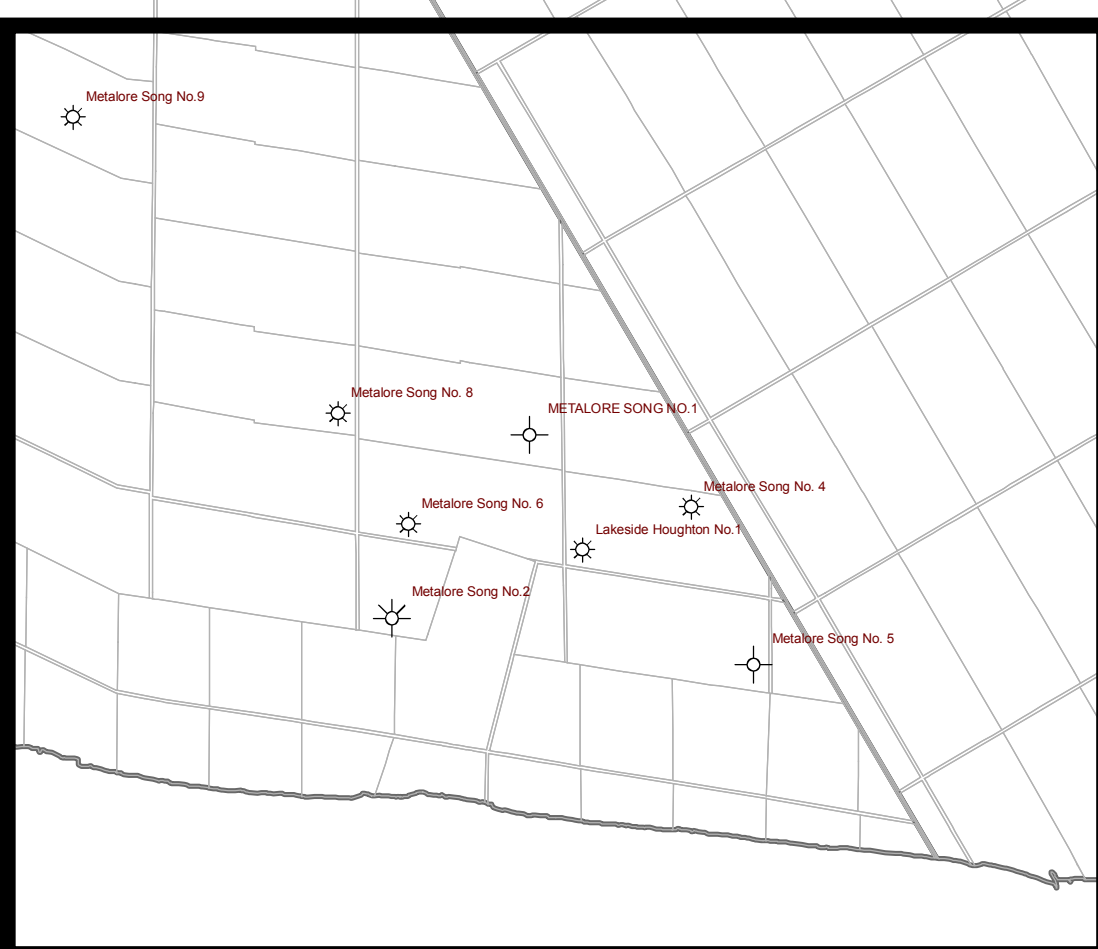 Metalore Song No.9
Metalore Song No. 8
METALORE SONG NO.1
Metalore Song No. 4
Metalore Song No. 6
Lakeside Houghton No.1
Metalore Song No.2
Metalore Song No. 5